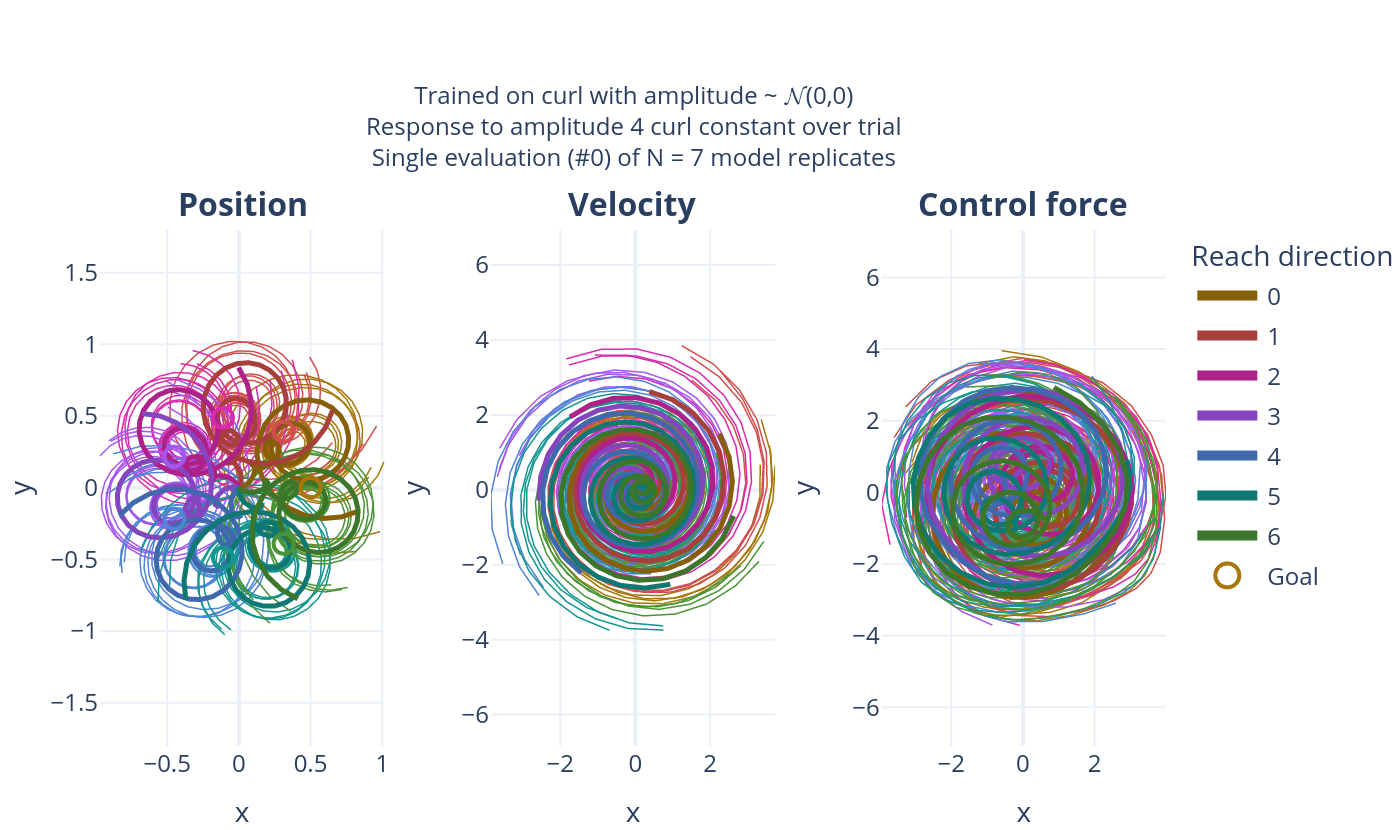 Trained on curl with amplitude ~ 𝒩(0,0)
Response to amplitude 4 curl constant over trial
Single evaluation (#0) of N = 7 model replicates
Position
Velocity
Control force
1.5
1
0.5
0
−0.5
−1
−1.5
y
−0.5
0
0.5
1
x
6
4
2
0
−2
−4
−6
y
−2
0
2
x
6
4
2
0
−2
−4
−6
y
−2
0
2
x
Reach direction
0
1
2
3
4
5
6
Goal